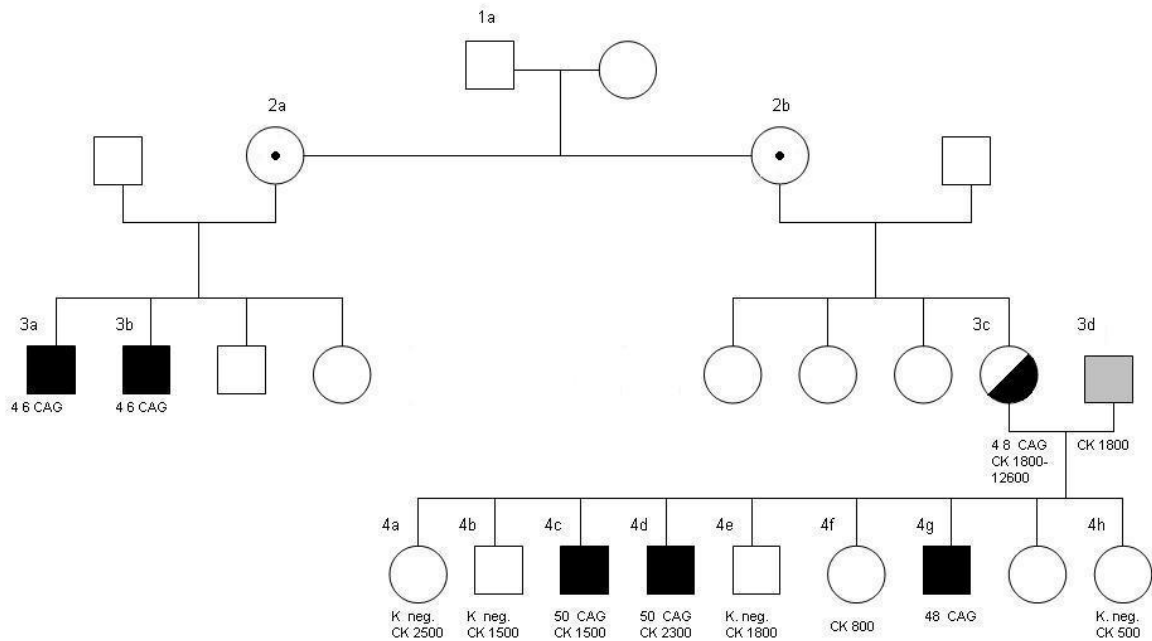 1a
2a
2b
3a
3b
3c
3d
4 6 CAG
4 6 CAG
4 8 CAG
CK 1800-
12600
CK 1800
4a
4b
4c
4d
4e
4f
4g
4h
K neg.
CK 2500
K neg.
CK 1500
50 CAG
CK 1500
50 CAG
CK 2300
K. neg.
CK 1800
CK 800
48 CAG
K. neg.
CK 500